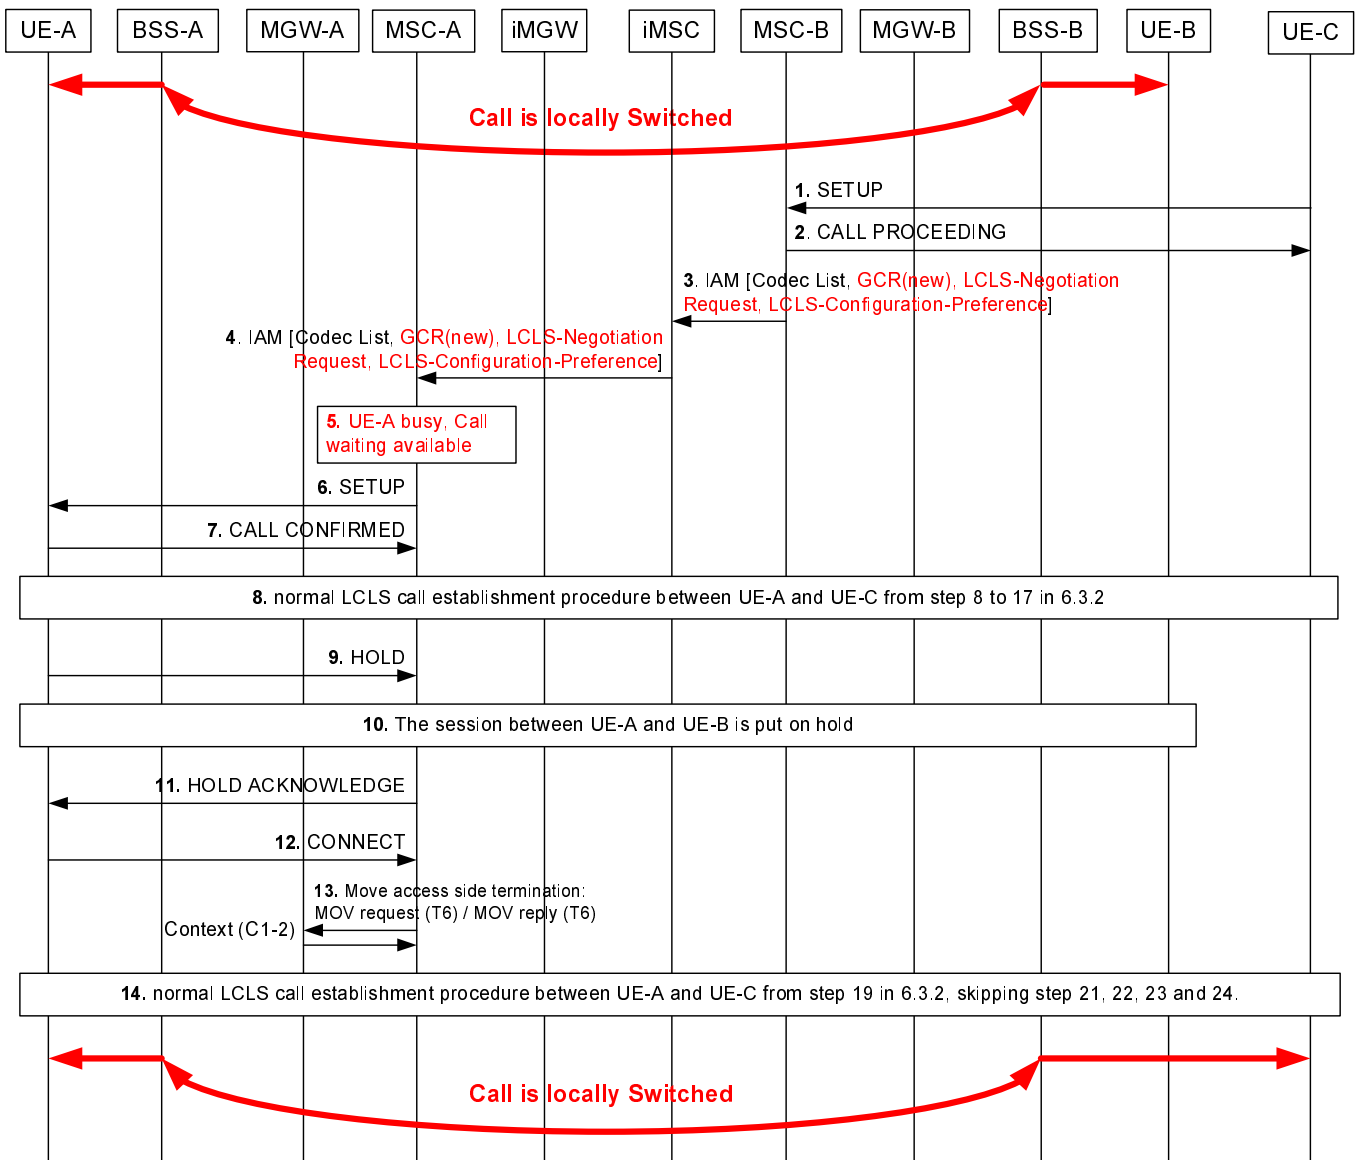 UE-A BSS-A MGW-A MSC-A iMGW iMSC MSC-B MGW-B BSS-B UE-B UE-C
Call is locally Switched
1. SETUP
2. CALL PROCEEDING
3. IAM [Codec List, GCR(new), LCLS-Negotiation
Request, LCLS-Configuration-Preference]
4. IAM [Codec List, GCR(new), LCLS-Negotiation
Request, LCLS-Configuration-Preference]
5. UE-A busy, Call
waiting available
6. SETUP
7. CALL CONFIRMED
8. normal LCLS call establishment procedure between UE-A and UE-C from step 8 to 17 in 6.3.2
9. HOLD
10. The session between UE-A and UE-B is put on hold
11. HOLD ACKNOWLEDGE
12. CONNECT
13. Move access side termination:
MOV request (T6) / MOV reply (T6)
Context (C1-2)
14. normal LCLS call establishment procedure between UE-A and UE-C from step 19 in 6.3.2, skipping step 21, 22, 23 and 24.
Call is locally Switched